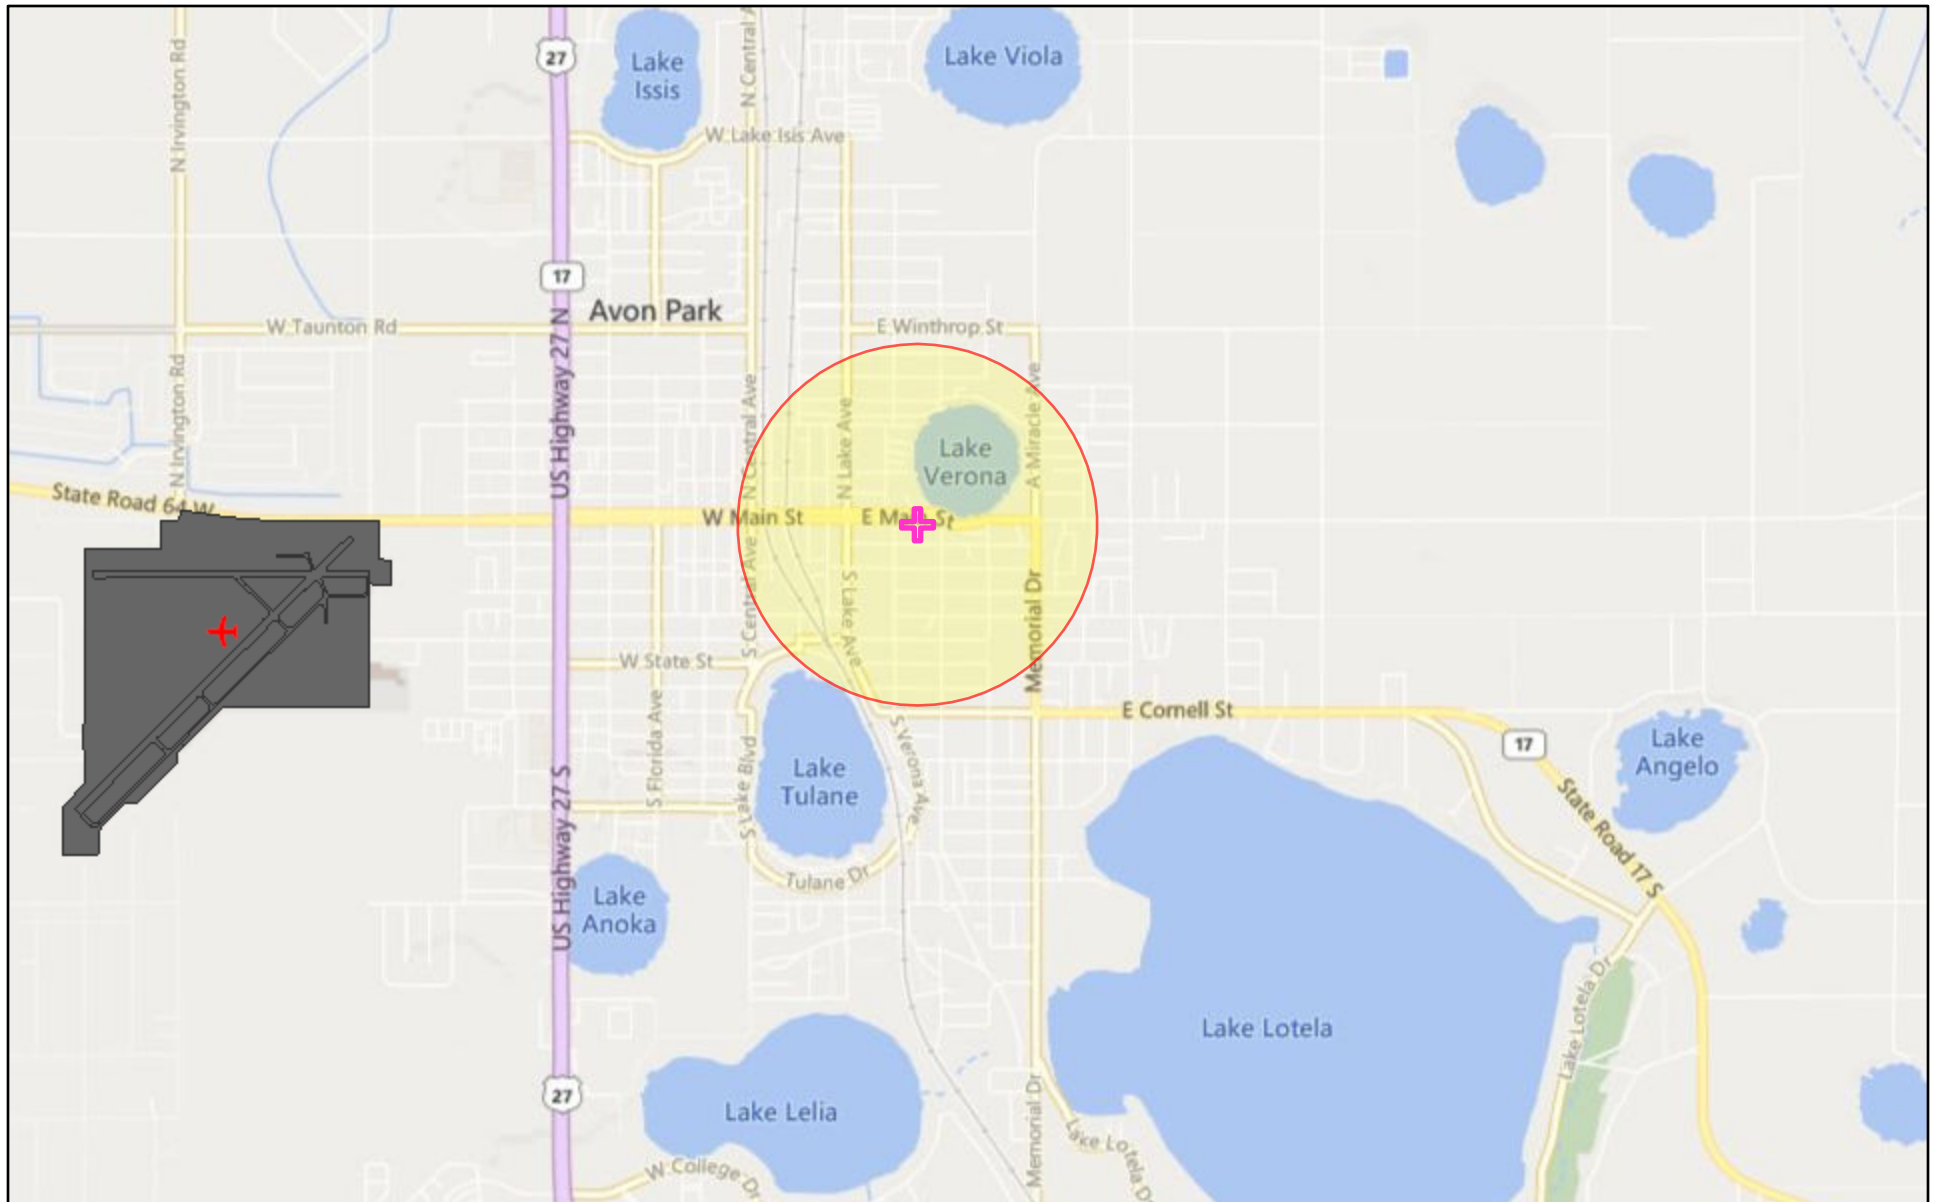 27
Lake
Issis
N Central A
Lake Viola
N Irvington Rd
W Lake Isis Ave
17
Avon Park
W Taunton Rd
E Winthrop St
US Highway 27 N
N Irvington Rd
N Central Ave
N Lake Ave
A Miracle Ave
Lake
Verona
State Road 64 W
W Main St
E Main St
S Central Ave
S Lake Ave
Memorial Dr
W State St
S Florida Ave
E Cornell St
17
Lake
Angelo
S Lake Blvd
Lake
Tulane
S Verona Ave
US Highway 27 S
State Road 17 S
Tulane Dr
Lake
Anoka
Lake Lotela
Lake Lotela Dr
27
Lake Lelia
Memorial Dr
Lake Lotela Dr
W College Dr